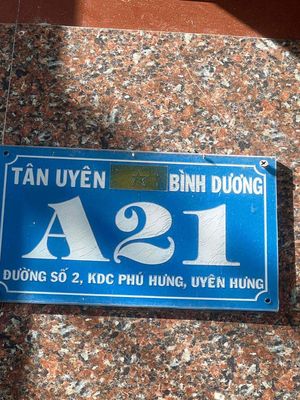 TÂN UYÊN BÌNH DƯƠNG
A21
ĐƯỜNG SỐ 2, KDC PHÚ HƯNG, UYÊN HƯNG